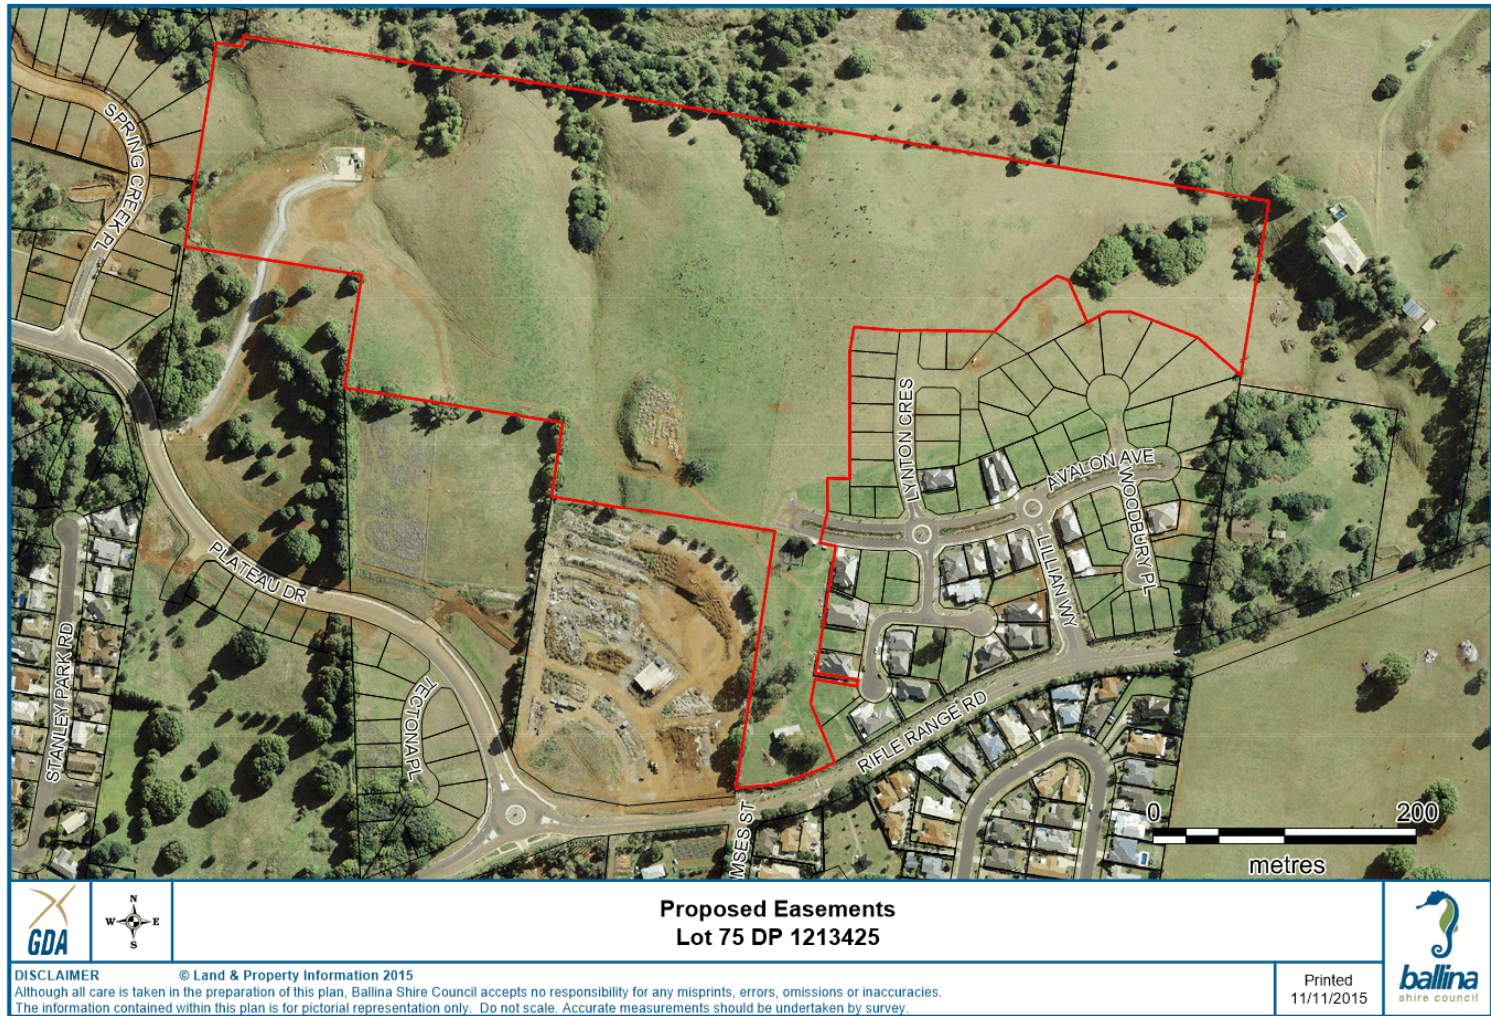 SPRING CREEK PL
LYNTON CRES
AVALON AVE
WOODBURY PL
LILLIAN WY
PLATEAU DR
STANLEY PARK RD
TECTONA PL
RIFLE RANGE RD
MSES ST
0 200
metres
GDA
N
W E
S
Proposed Easements
Lot 75 DP 1213425
ballina
shire council
DISCLAIMER © Land & Property Information 2015
Although all care is taken in the preparation of this plan, Ballina Shire Council accepts no responsibility for any misprints, errors, omissions or inaccuracies.
The information contained within this plan is for pictorial representation only. Do not scale. Accurate measurements should be undertaken by survey.
Printed
11/11/2015